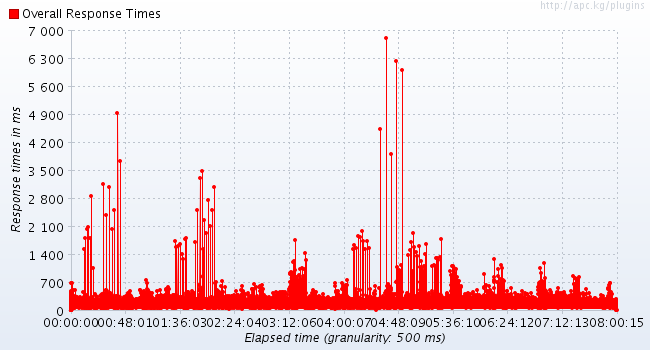 http://apc.kg/plugins
Overall Response Times
7 000
6 300
5 600
4 900
4 200
3 500
2 800
2 100
1 400
700
0
Response times in ms
00:00:00 00:48:01 01:36:03 02:24:04 03:12:06 04:00:07 04:48:09 05:36:10 06:24:12 07:12:13 08:00:15
Elapsed time (granularity: 500 ms)